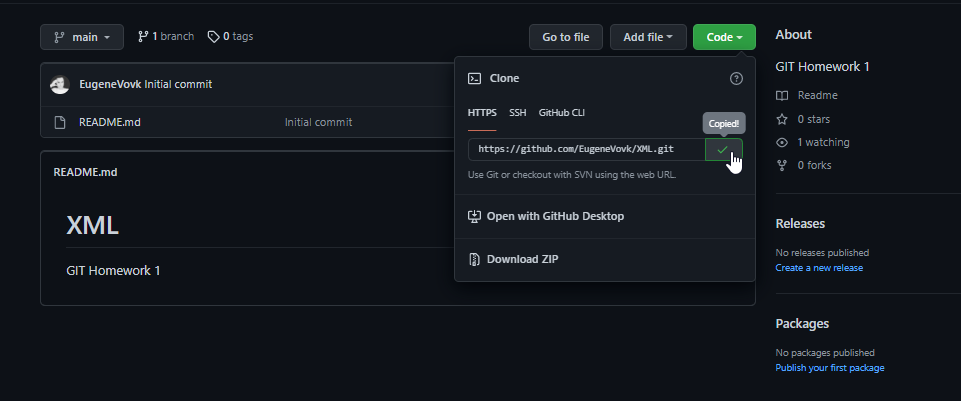 main
1 branch
0 tags
Go to file
Add file
Code
EugeneVovk Initial commit
README.md
Initial commit
README.md
XML
GIT Homework 1
Clone
HTTPS
SSH
GitHub CLI
Copied!
https://github.com/EugeneVovk/XML.git
Use Git or checkout with SVN using the web URL.
Open with GitHub Desktop
Download ZIP
About
GIT Homework 1
Readme
0 stars
1 watching
0 forks
Releases
No releases published
Create a new release
Packages
No packages published
Publish your first package